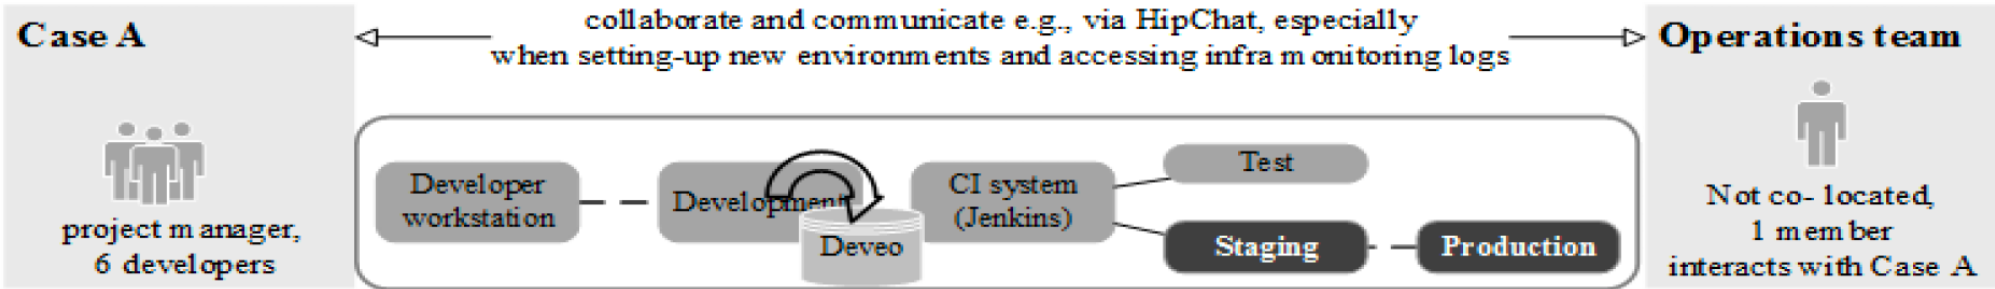 Case A
collaborate and communicate e.g., via HipChat, especially
when setting-up new environments and accessing infra monitoring logs
Operations team
project manager,
6 developers
Developer
workstation
Development
Deveo
CI system
(Jenkins)
Test
Staging
Production
Not co- located,
1 member
interacts with Case A